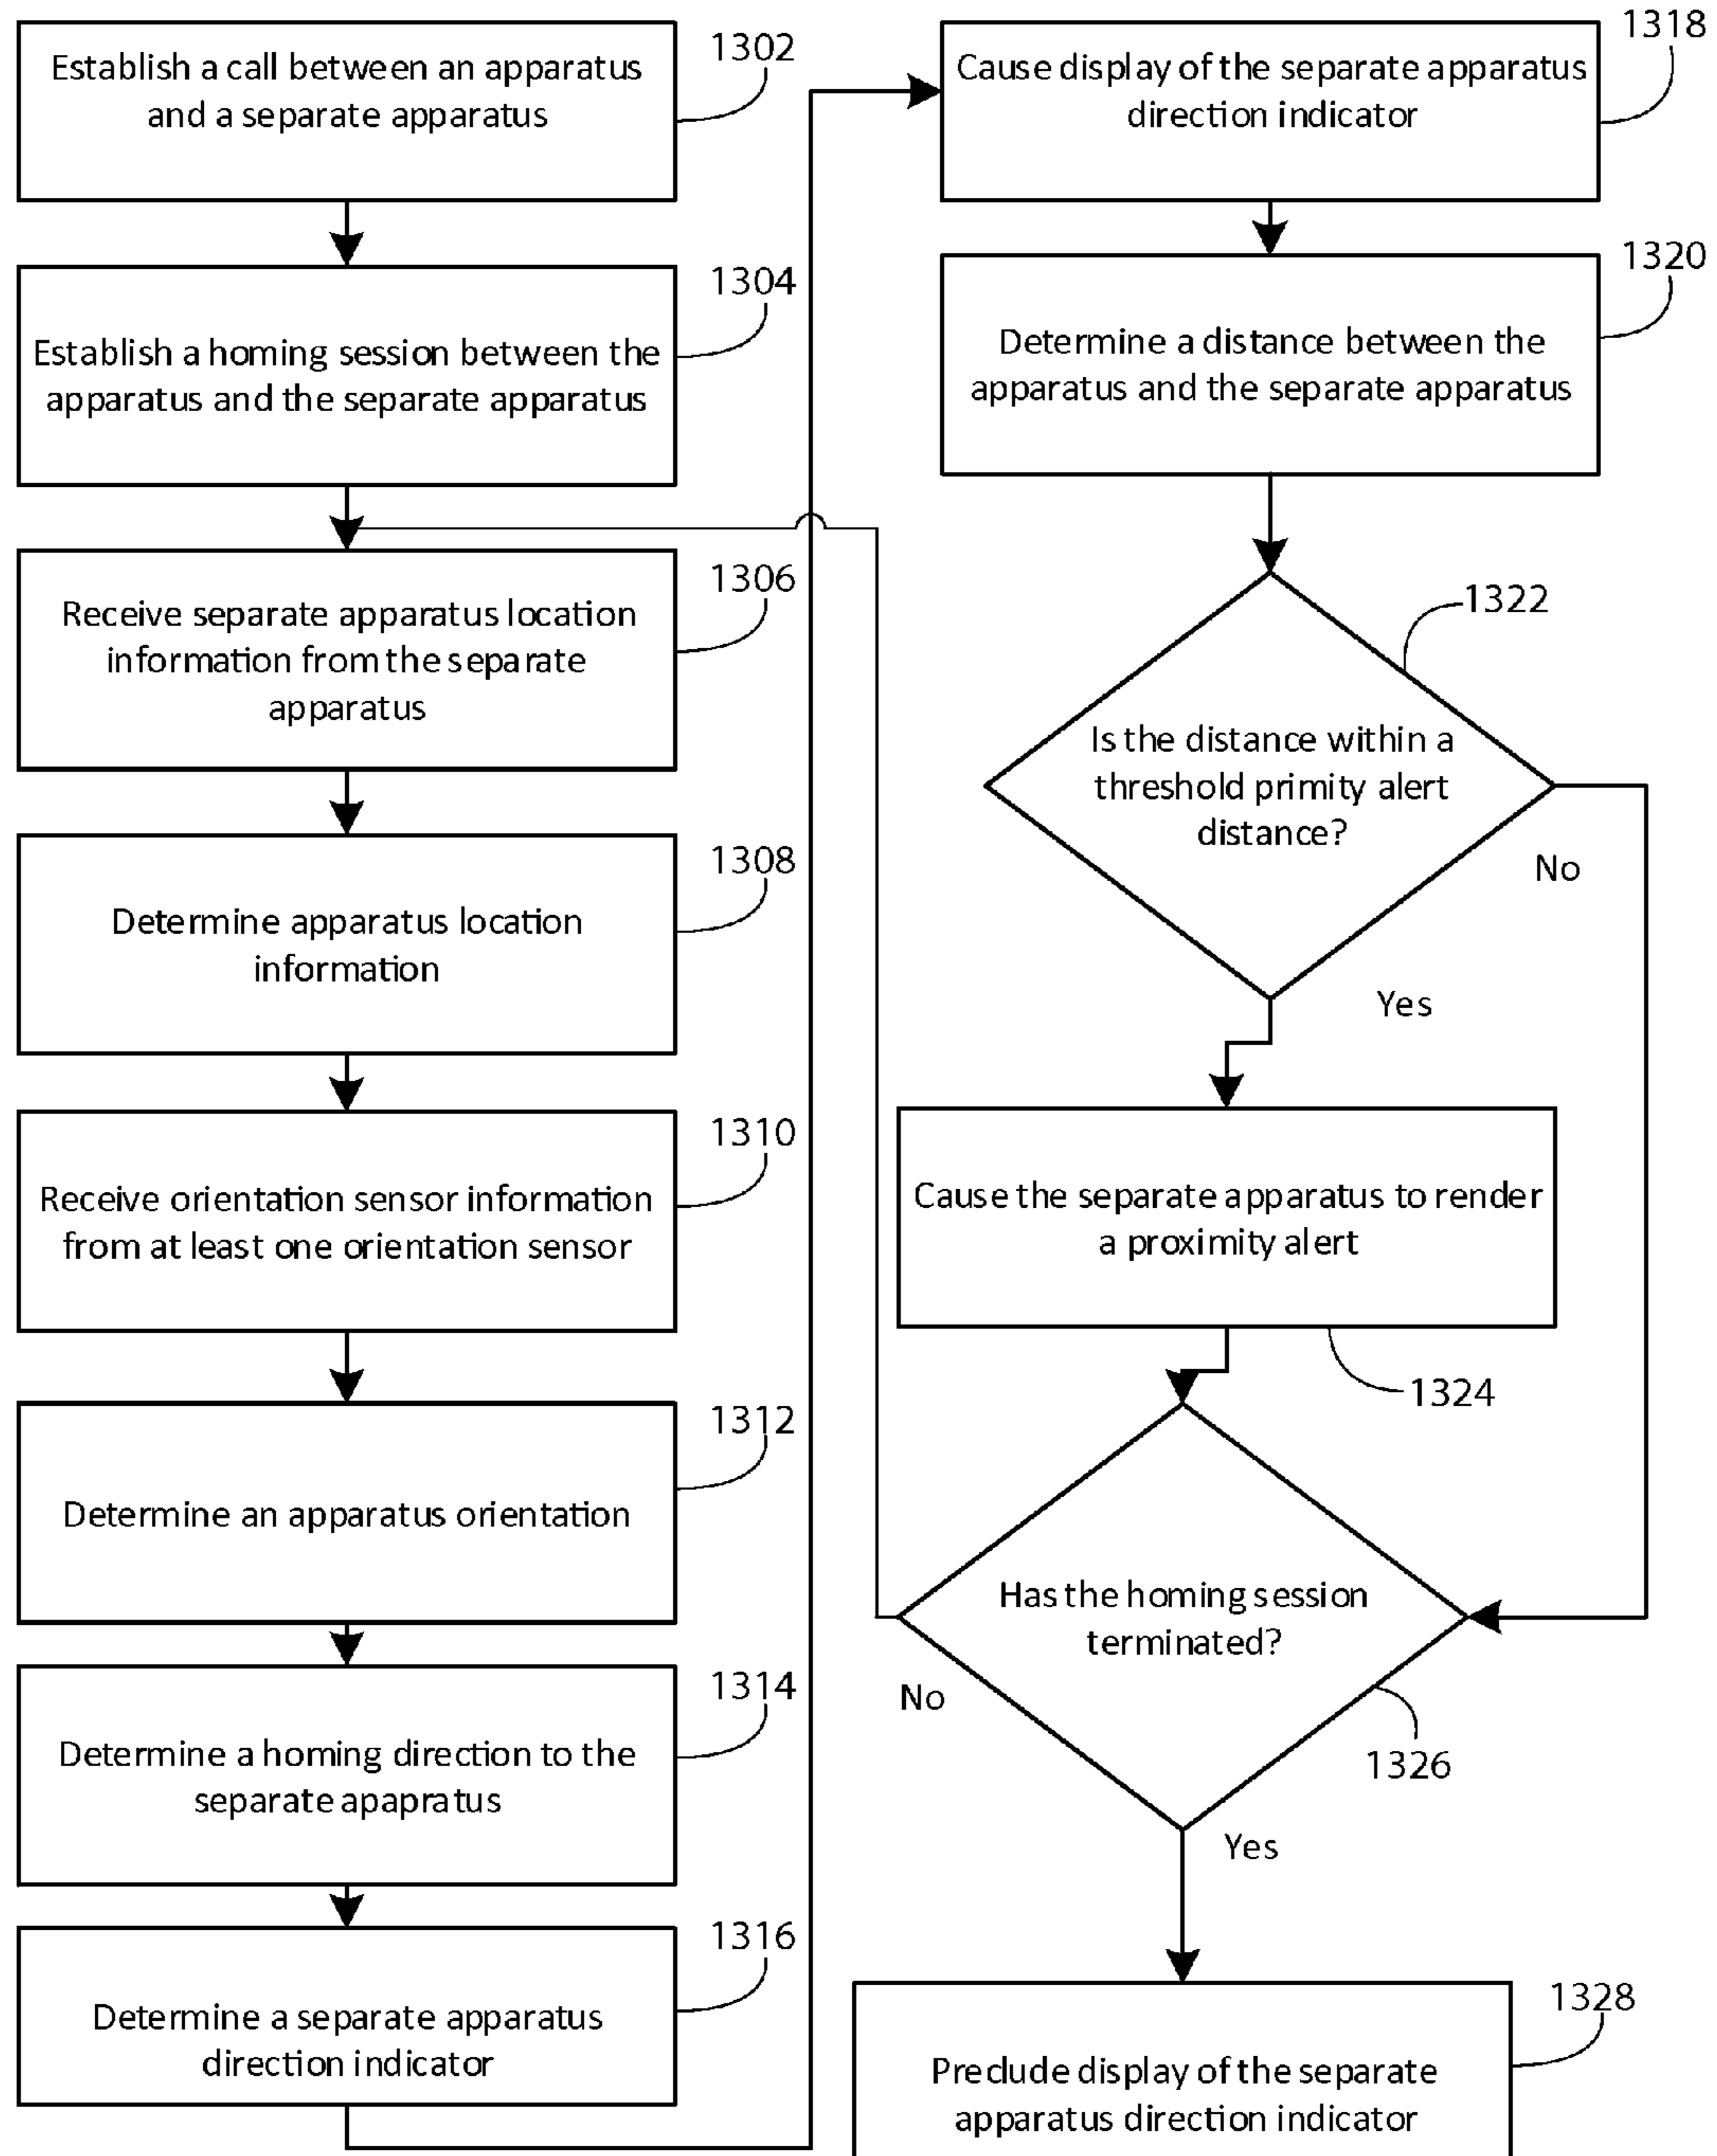 Establish a call between an apparatus
and a separate apparatus
1302
Establish a homing session between the
apparatus and the separate apparatus
1304
Receive separate apparatus location
information from the separate
apparatus
1306
Determine apparatus location
information
1308
Receive orientation sensor information
from at least one orientation sensor
1310
Determine an apparatus orientation
1312
Determine a homing direction to the
separate apapratus
1314
Determine a separate apparatus
direction indicator
1316
Cause display of the separate apparatus
direction indicator
1318
Determine a distance between the
apparatus and the separate apparatus
1320
Is the distance within a
threshold primity alert
distance?
1322
No
Yes
Cause the separate apparatus to render
a proximity alert
1324
Has the homing session
terminated?
1326
No
Yes
Preclude display of the separate
apparatus direction indicator
1328